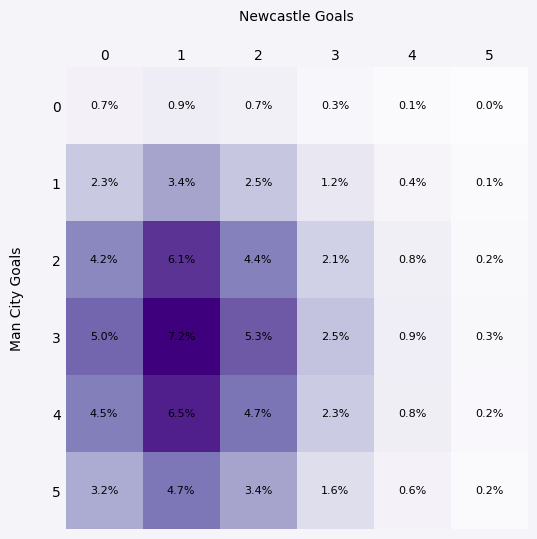 Newcastle Goals
0 1 2 3 4 5
0 0.7% 0.9% 0.7% 0.3% 0.1% 0.0%
1 2.3% 3.4% 2.5% 1.2% 0.4% 0.1%
2 4.2% 6.1% 4.4% 2.1% 0.8% 0.2%
3 5.0% 7.2% 5.3% 2.5% 0.9% 0.3%
4 4.5% 6.5% 4.7% 2.3% 0.8% 0.2%
5 3.2% 4.7% 3.4% 1.6% 0.6% 0.2%
Man City Goals